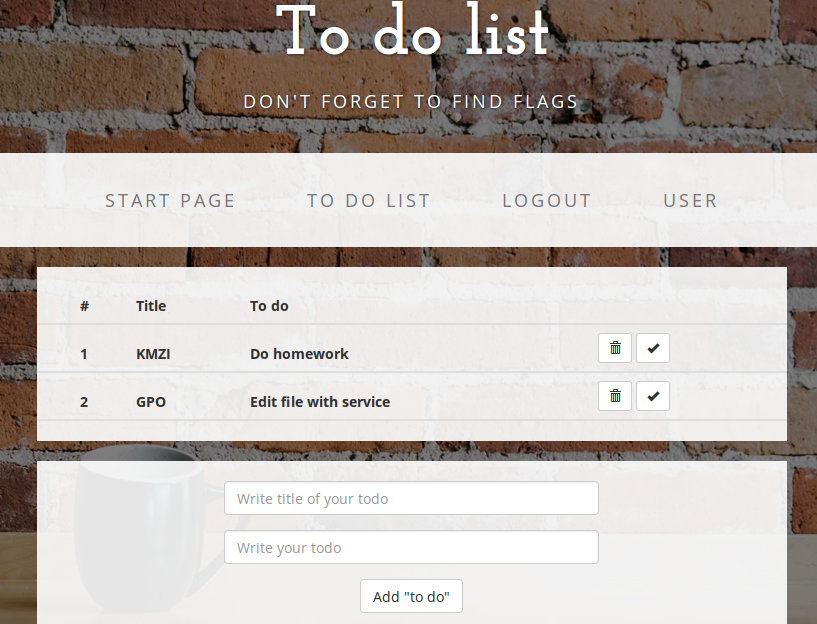 To do list
DON'T FORGET TO FIND FLAGS
START PAGE TO DO LIST LOGOUT USER
# Title To do
1 KMZI Do homework
2 GPO Edit file with service
Write title of your todo
Write your todo
Add "to do"